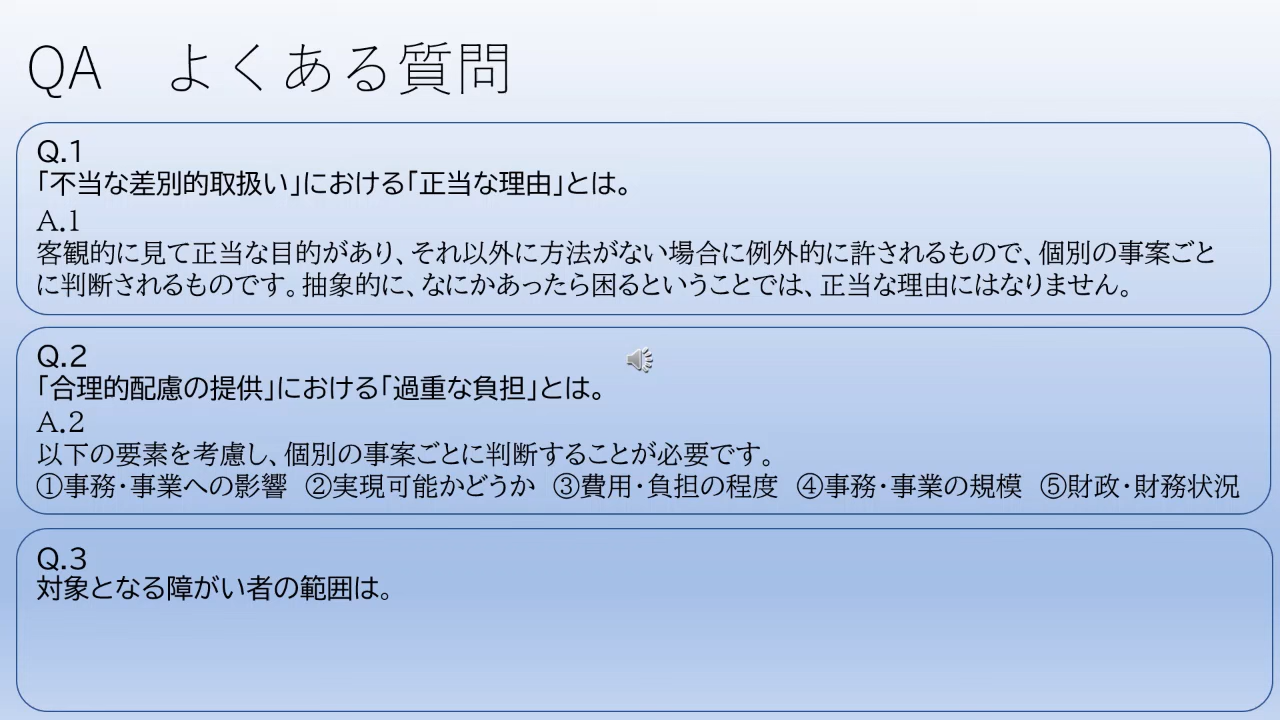 QA　よくある質問
Q.1
「不当な差別的取扱い」における「正当な理由」とは。
A.1
客観的に見て正当な目的があり、それ以外に方法がない場合に例外的に許されるもので、個別の事案ごと
に判断されるものです。抽象的に、なにかあったら困るということでは、正当な理由にはなりません。
Q.2
「合理的配慮の提供」における「過重な負担」とは。
A.2
以下の要素を考慮し、個別の事案ごとに判断することが必要です。
①事務・事業への影響　②実現可能かどうか　③費用・負担の程度　④事務・事業の規模　⑤財政・財務状況
Q.3
対象となる障がい者の範囲は。